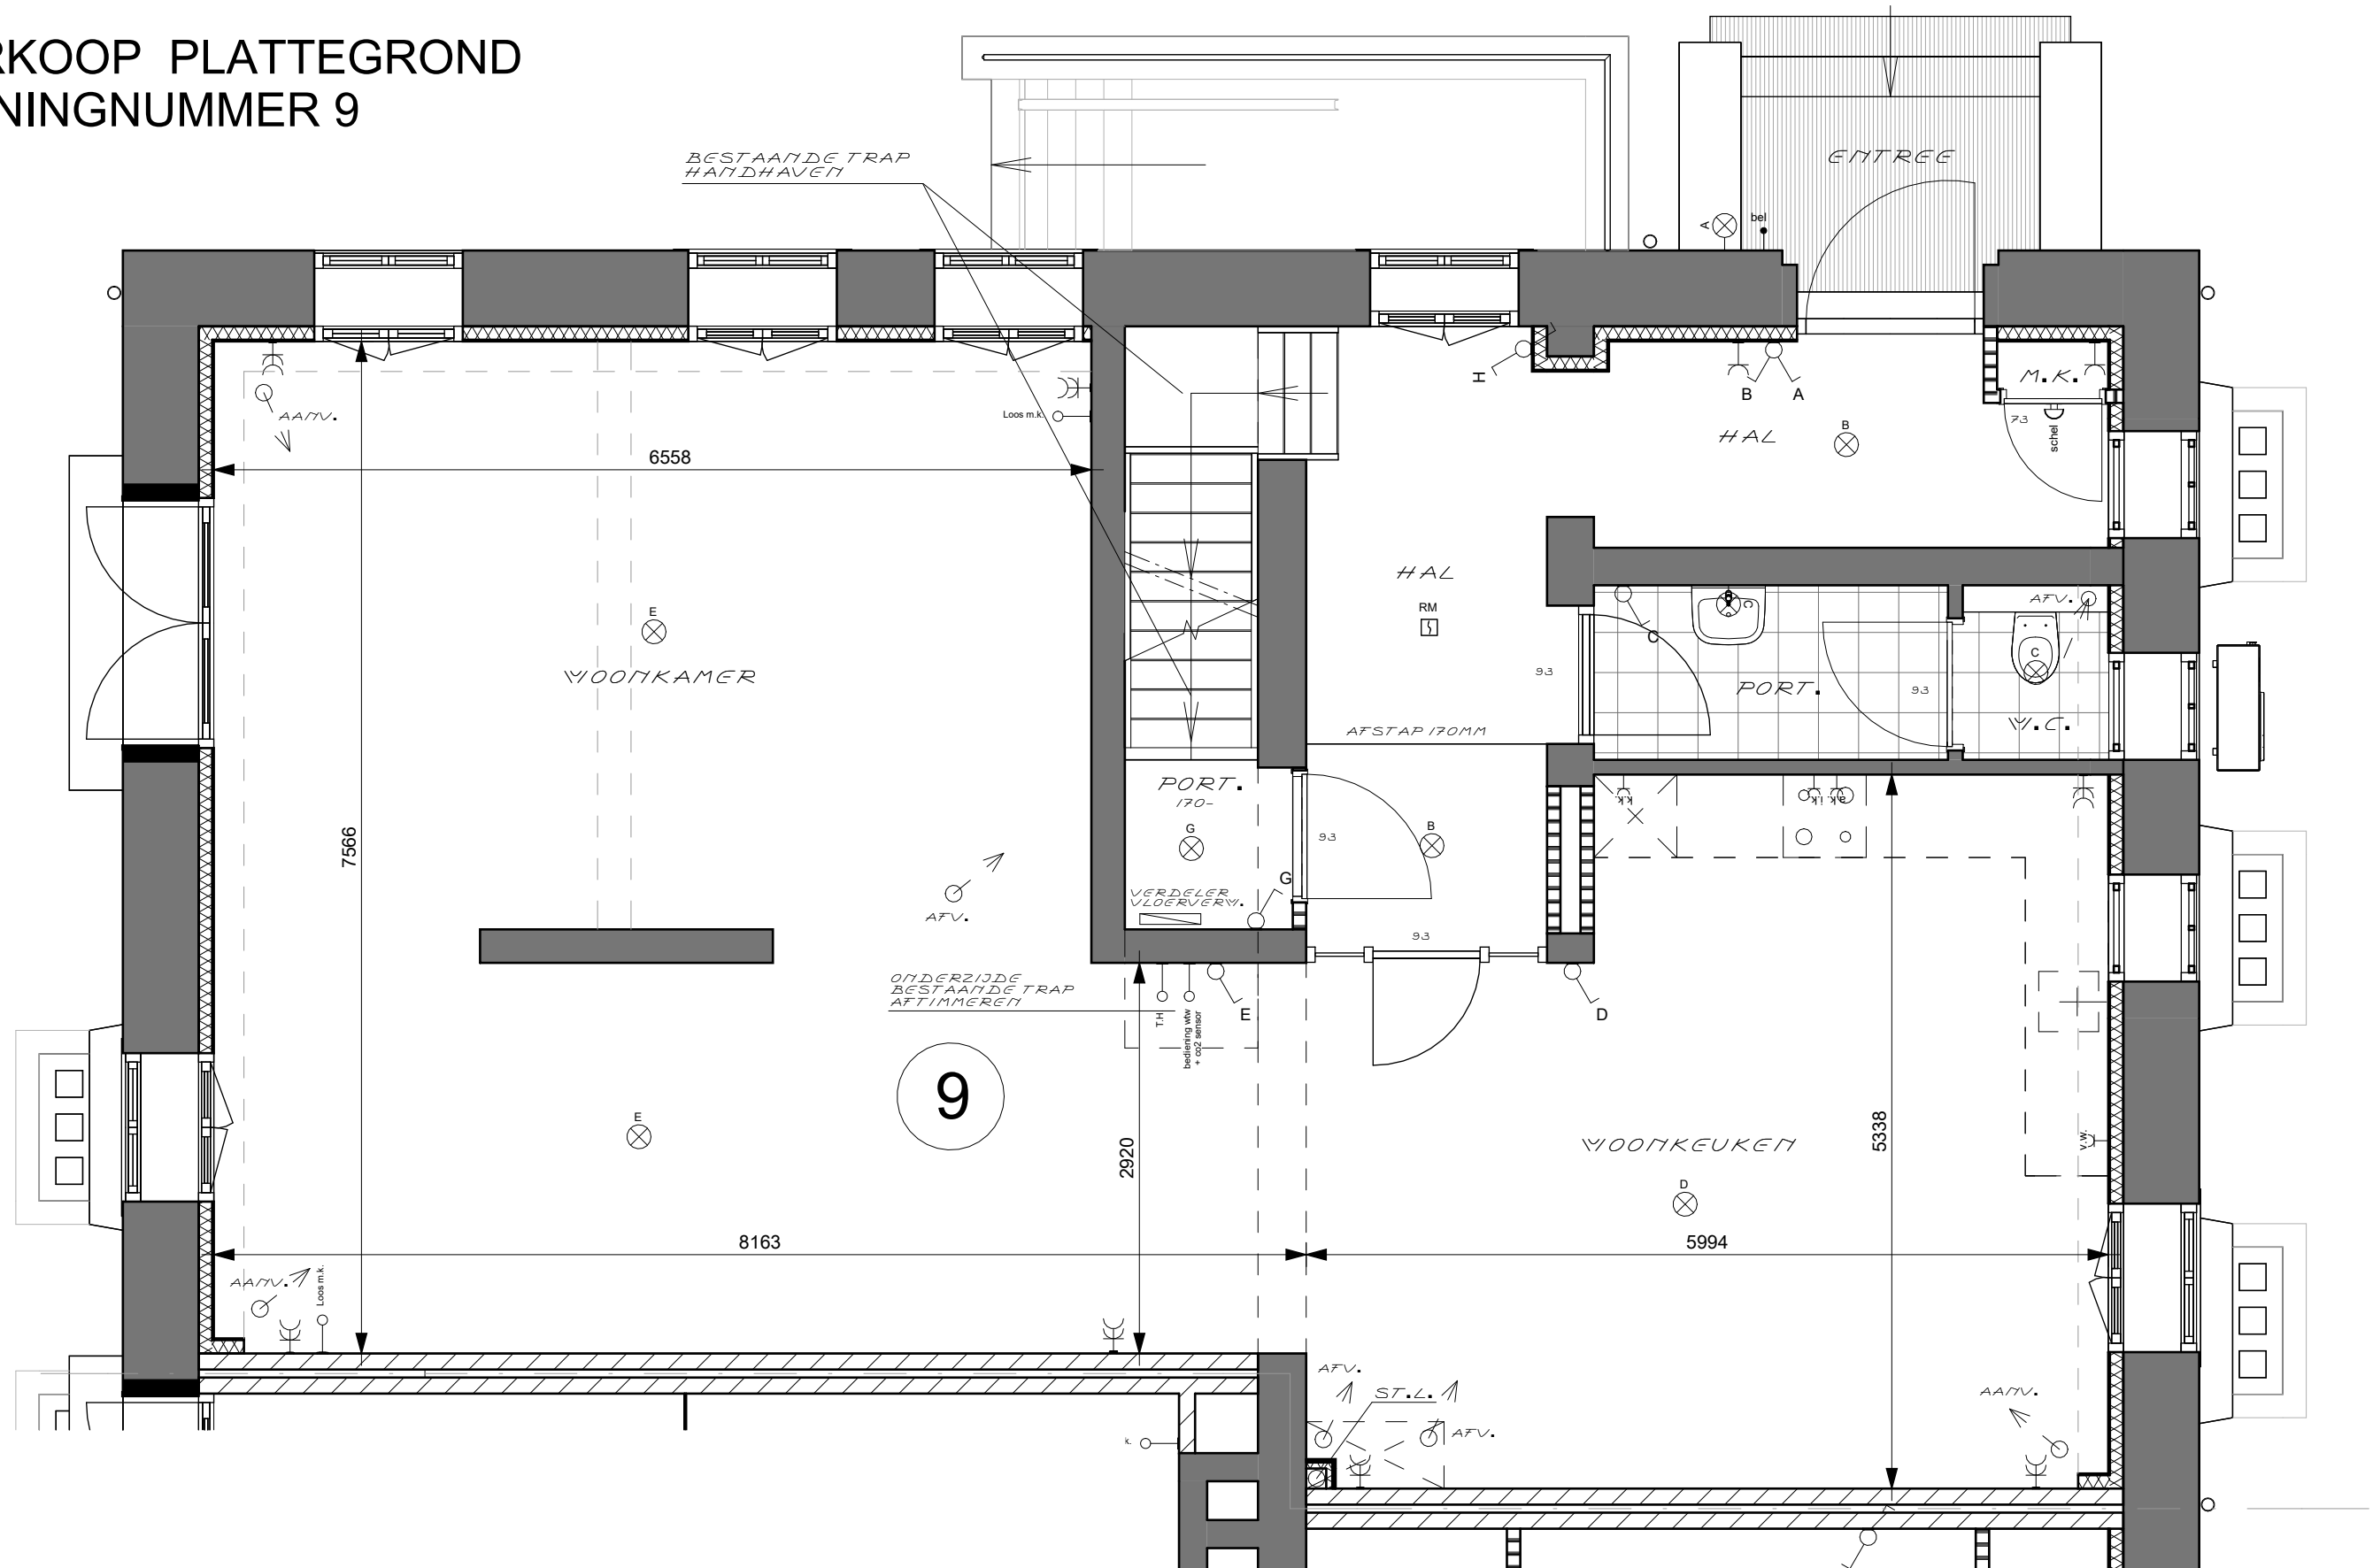 RKOOP PLATTEGROND
NINGNUMMER 9
BESTAANDE TRAP
HANDHAVEN
ENTREE
A
bel
H
B
A
M.K.
73
schel
HAL
B
AANV.
Loos m.k.
6558
E
WOONKAMER
7566
HAL
RM
93
C
C
PORT.
93
AFV.
C
W.C.
AFSTAP 170MM
PORT.
170-
G
93
B
k.k.
a.k.
i.k.
VERDELER
VLOERVERW.
G
93
AFV.
ONDERZIJDE
BESTAANDE TRAP
AFTIMMEREN
T.H
bediening wtw
+ co2 sensor
E
D
9
E
2920
WOONKEUKEN
5338
v.w.
D
8163
5994
AANV.
Loos m.k.
AFV.
ST.L.
AFV.
AANV.
k.